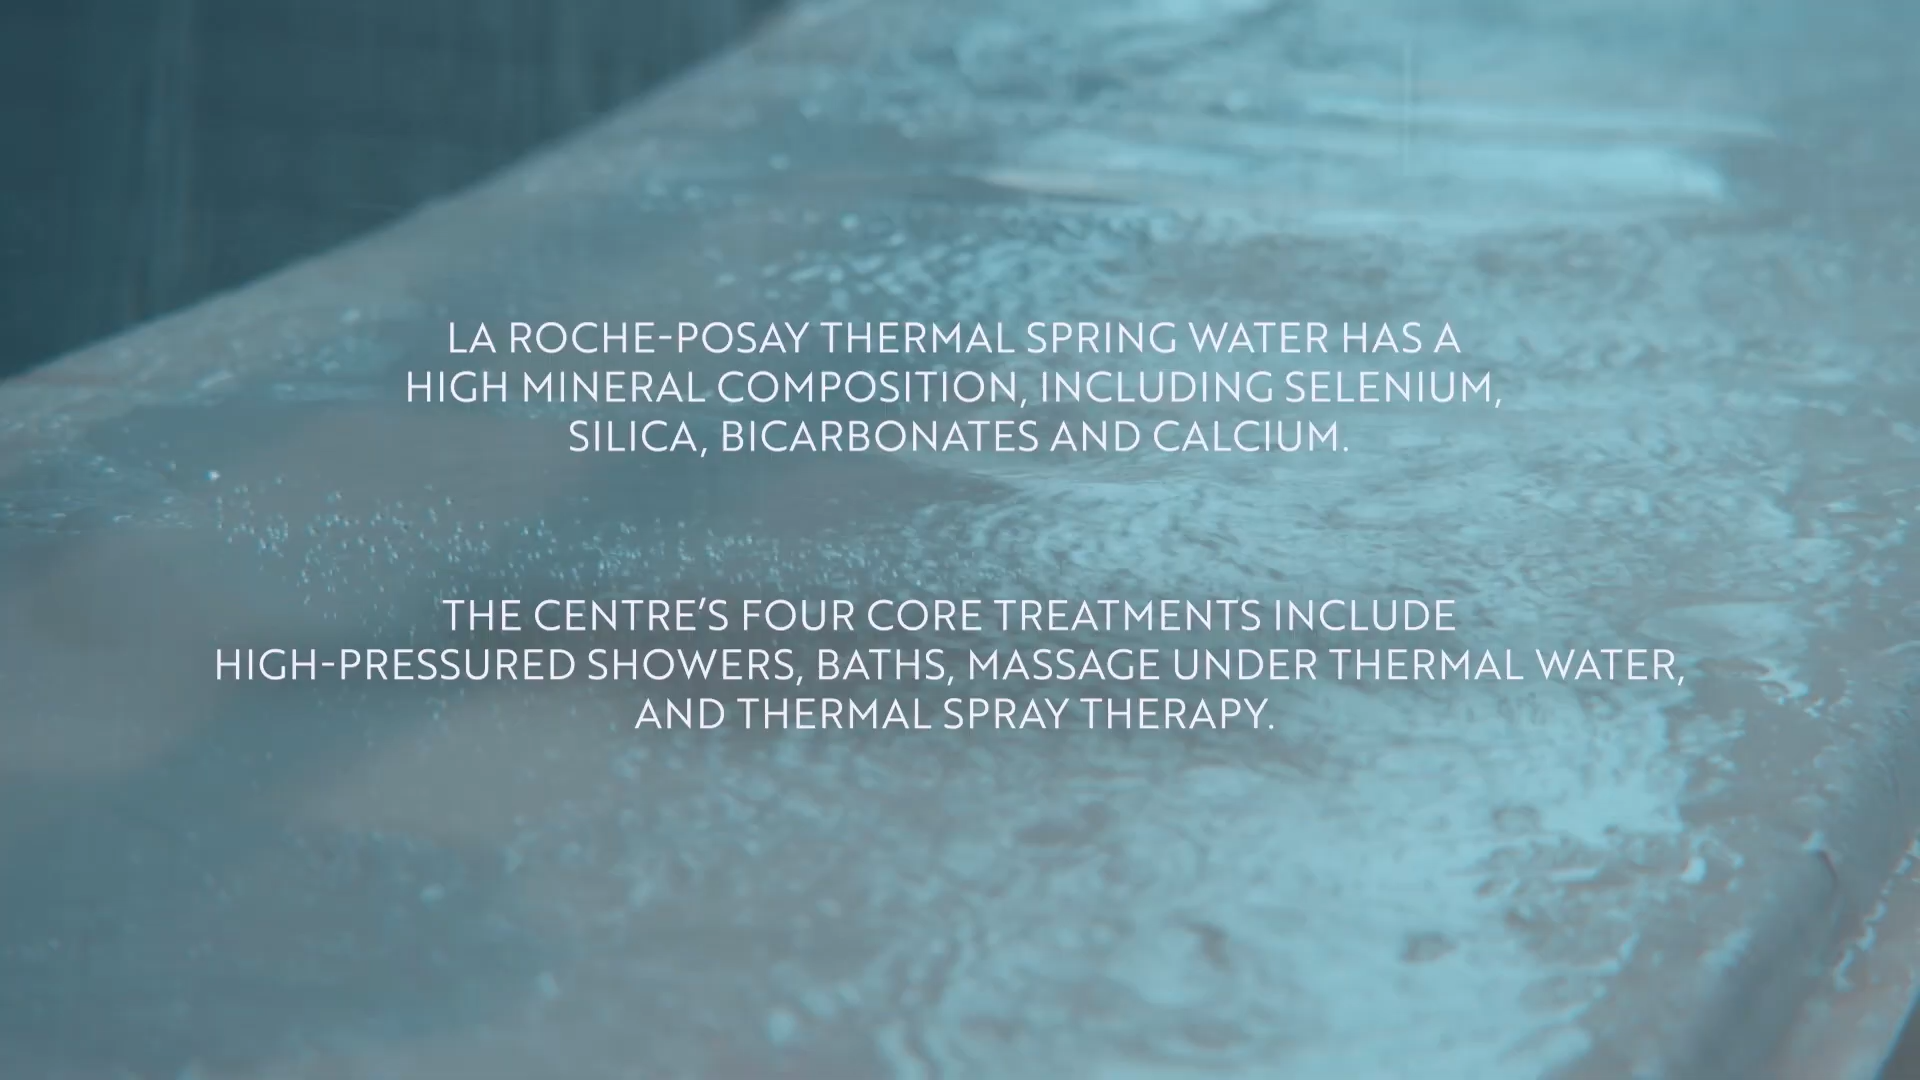 LA ROCHE-POSAY THERMAL SPRING WATER HAS A
HIGH MINERAL COMPOSITION, INCLUDING SELENIUM,
SILICA, BICARBONATES AND CALCIUM.
THE CENTRE’S FOUR CORE TREATMENTS INCLUDE
HIGH-PRESSURED SHOWERS, BATHS, MASSAGE UNDER THERMAL WATER,
AND THERMAL SPRAY THERAPY.